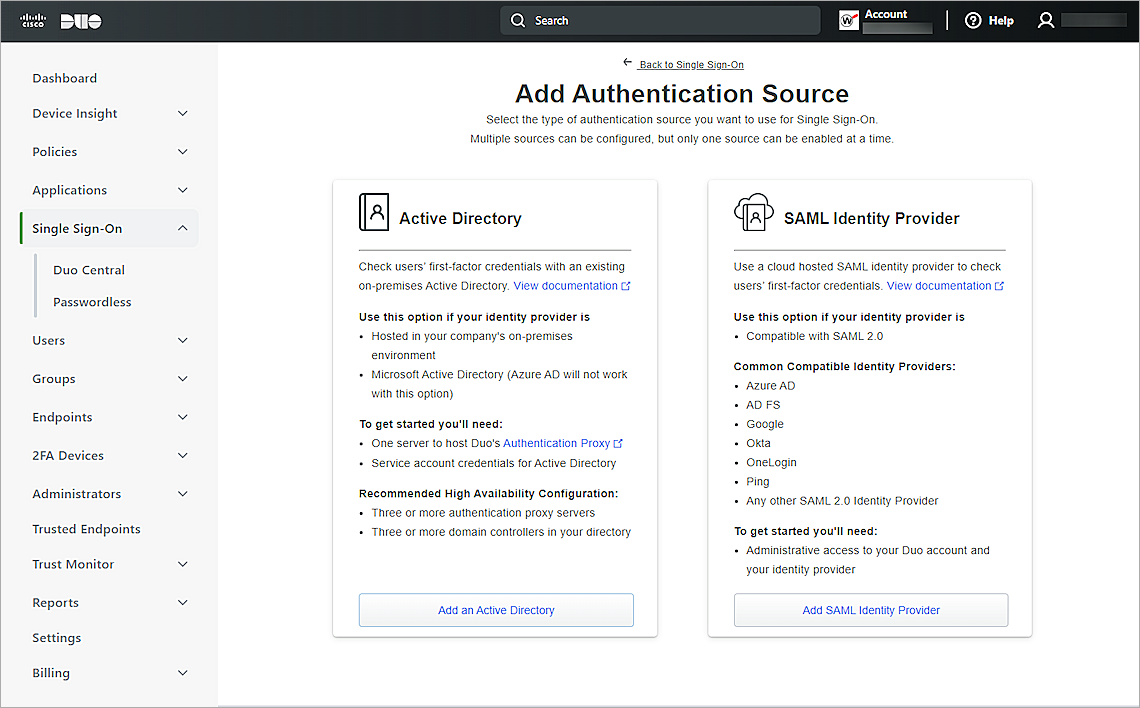 CISCO DUO
Search
Account
Help
Dashboard
Device Insight
Policies
Applications
Single Sign-On
Duo Central
Passwordless
Users
Groups
Endpoints
2FA Devices
Administrators
Trusted Endpoints
Trust Monitor
Reports
Settings
Billing
← Back to Single Sign-On
Add Authentication Source
Select the type of authentication source you want to use for Single Sign-On.
Multiple sources can be configured, but only one source can be enabled at a time.
Active Directory
Check users' first-factor credentials with an existing
on-premises Active Directory. View documentation
Use this option if your identity provider is
• Hosted in your company's on-premises
environment
• Microsoft Active Directory (Azure AD will not work
with this option)
To get started you'll need:
• One server to host Duo's Authentication Proxy
• Service account credentials for Active Directory
Recommended High Availability Configuration:
• Three or more authentication proxy servers
• Three or more domain controllers in your directory
Add an Active Directory
SAML Identity Provider
Use a cloud hosted SAML identity provider to check
users' first-factor credentials. View documentation
Use this option if your identity provider is
• Compatible with SAML 2.0
Common Compatible Identity Providers:
• Azure AD
• AD FS
• Google
• Okta
• OneLogin
• Ping
• Any other SAML 2.0 Identity Provider
To get started you'll need:
• Administrative access to your Duo account and
your identity provider
Add SAML Identity Provider